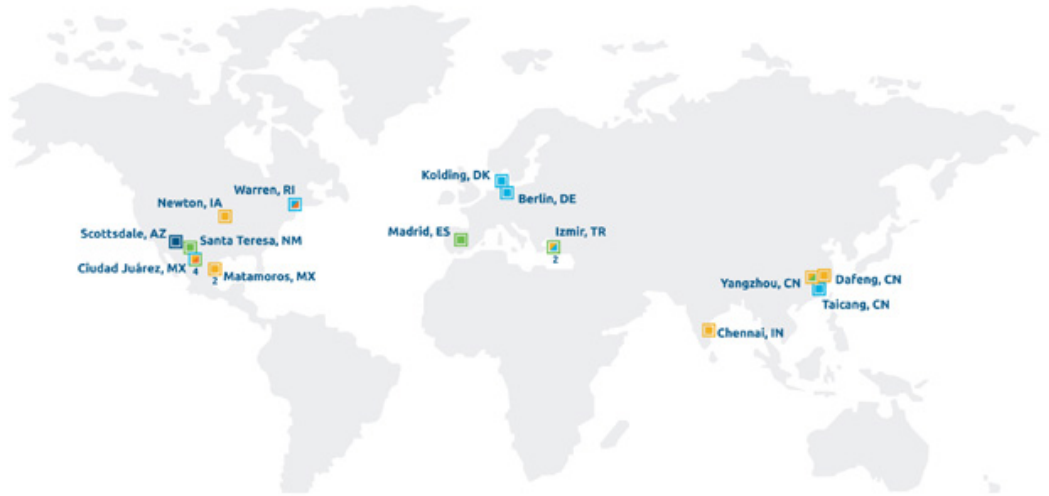 Kolding, DK
Berlin, DE
Warren, RI
Newton, IA
Madrid, ES
Izmir, TR
2
Scottsdale, AZ
Santa Teresa, NM
Ciudad Juárez, MX
4
Matamoros, MX
2
Yangzhou, CN
Dafeng, CN
Taicang, CN
Chennai, IN